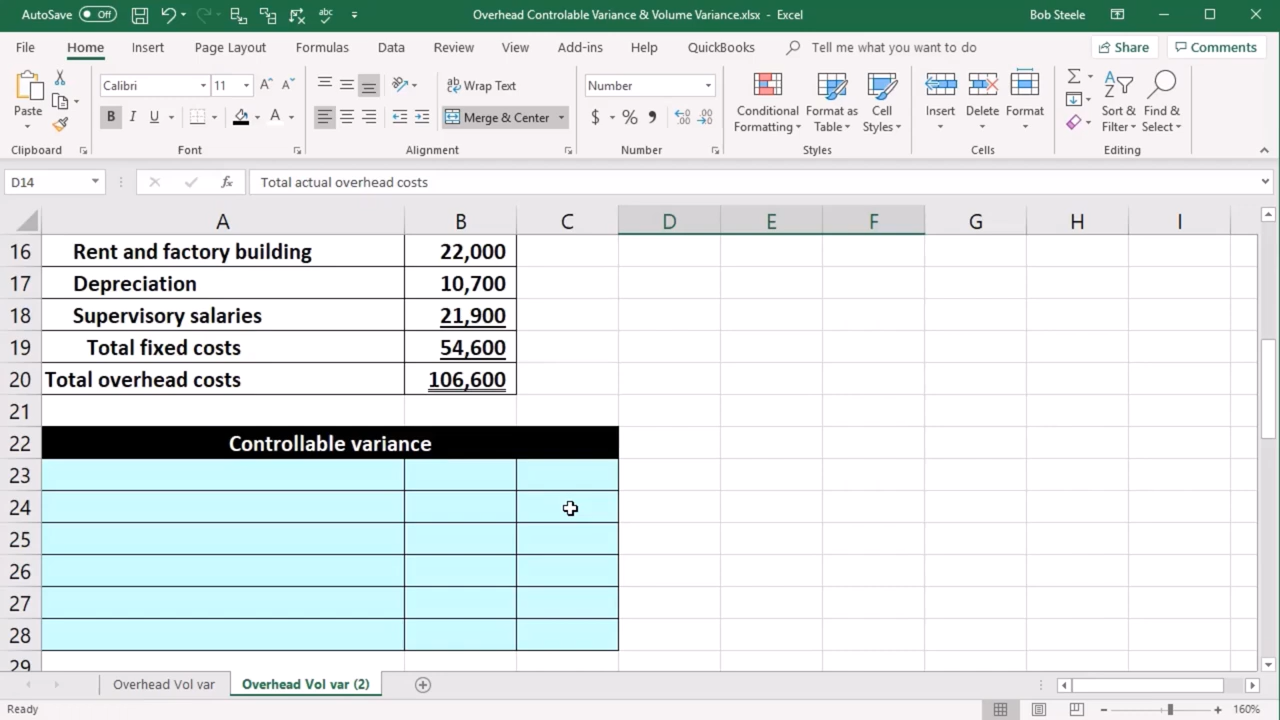 AutoSave Off
Overhead Controlable Variance & Volume Variance.xlsx - Excel
Bob Steele
File Home Insert Page Layout Formulas Data Review View Add-ins Help QuickBooks Tell me what you want to do Share Comments
Paste
Calibri 11
B I U A
Wrap Text
Merge & Center
Number
$ %
Conditional Formatting
Format as Table
Cell Styles
Insert
Delete
Format
Sort & Filter
Find & Select
Clipboard Font Alignment Number Styles Cells Editing
D14 fx Total actual overhead costs
A B C D E F G H I
16 Rent and factory building 22,000
17 Depreciation 10,700
18 Supervisory salaries 21,900
19 Total fixed costs 54,600
20 Total overhead costs 106,600
21
22 Controllable variance
23
24
25
26
27
28
29
Overhead Vol var Overhead Vol var (2)
Ready 160%